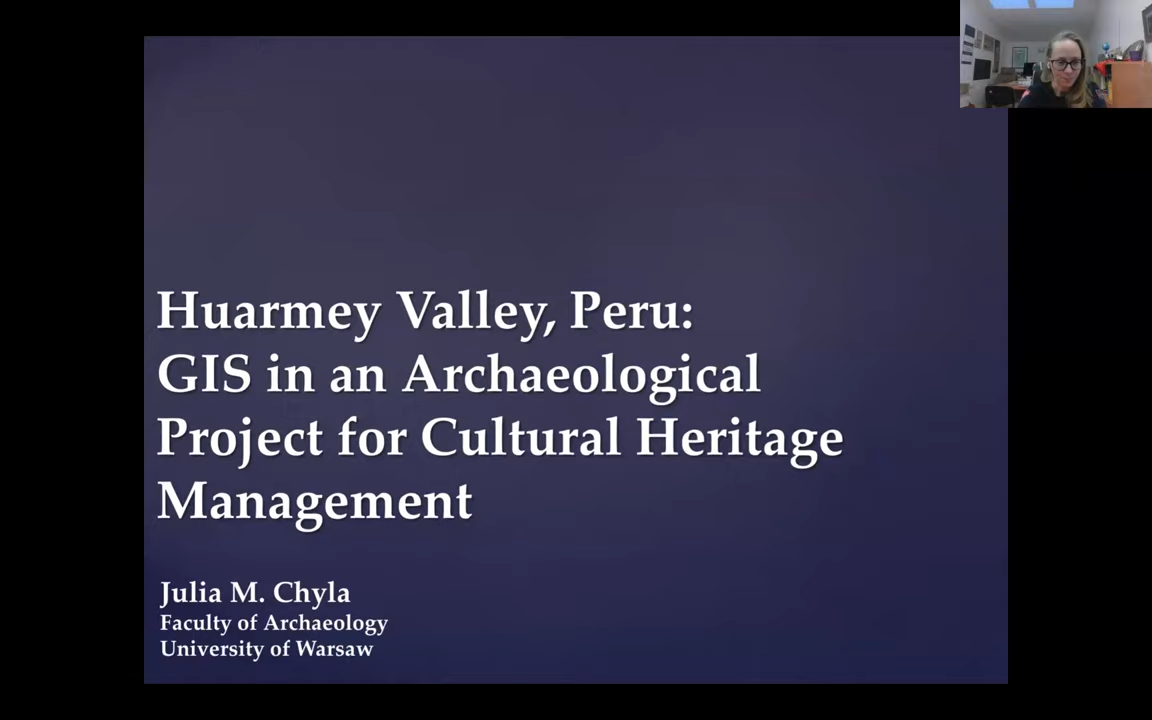 Huarmey Valley, Peru:
GIS in an Archaeological
Project for Cultural Heritage
Management
Julia M. Chyla
Faculty of Archaeology
University of Warsaw